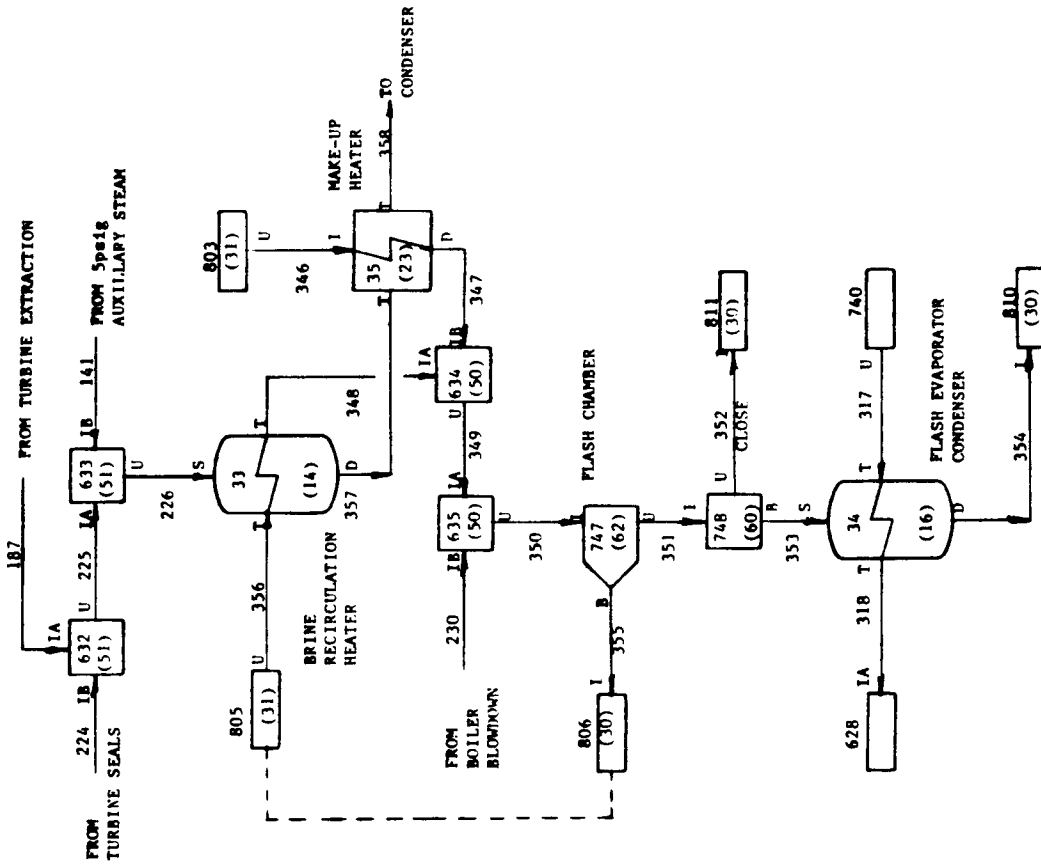 187
FROM TURBINE EXTRACTION
FROM 5psig
AUXILLARY STEAM
141
IB
IA
633
(51)
U
225
U
IA
632
(51)
IB
224
FROM
TURBINE SEALS
226
S
33
(14)
T
T
D
357
356
U
805
(31)
BRINE
RECIRCULATION
HEATER
803
(31)
U
346
I
MAKE-UP
HEATER
35
(23)
T
T
358
TO
CONDENSER
D
347
348
IA
IB
634
(50)
U
349
IA
635
(50)
IB
230
FROM
BOILER
BLOWDOWN
U
350
FLASH CHAMBER
747
(62)
U
351
I
B
355
I
806
(30)
748
(60)
U
352
CLOSE
811
(30)
B
353
S
34
(16)
T
T
317
U
740
FLASH EVAPORATOR
CONDENSER
318
IA
628
D
354
I
810
(30)